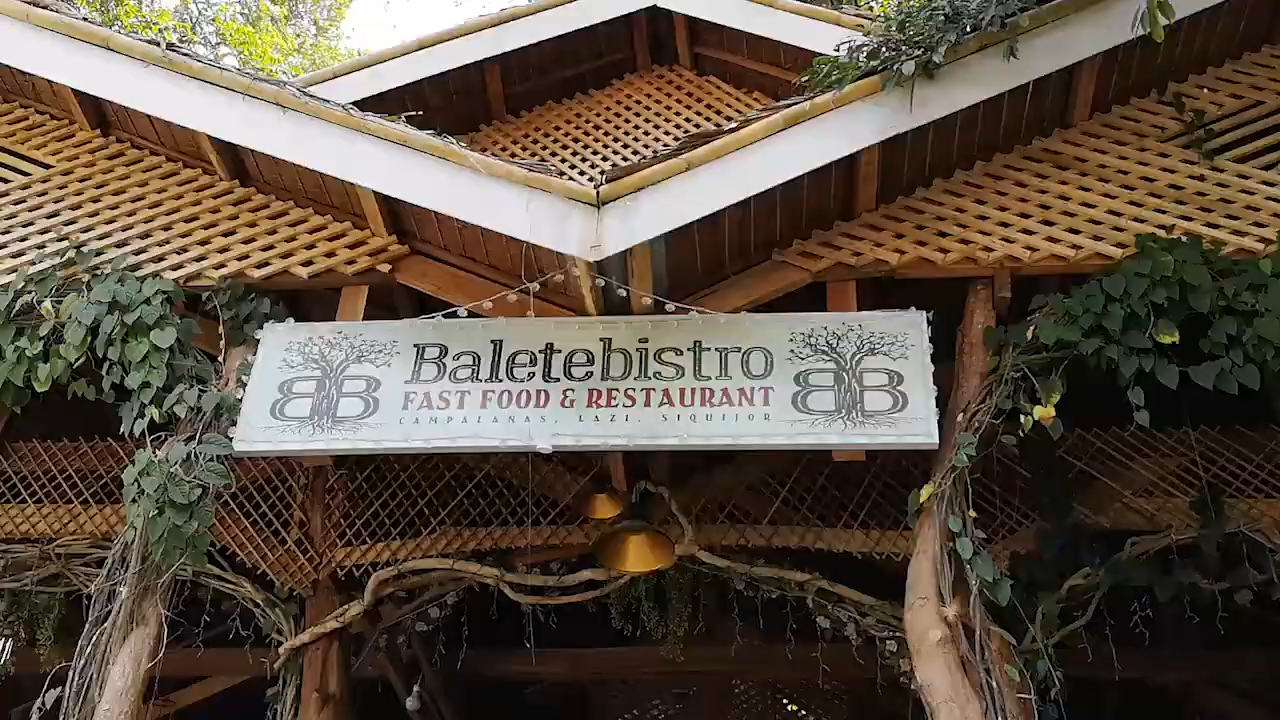 Baletebistro
FAST FOOD & RESTAURANT
CAMPALANAS, LAZI, SIQUIJOR
BB
BB